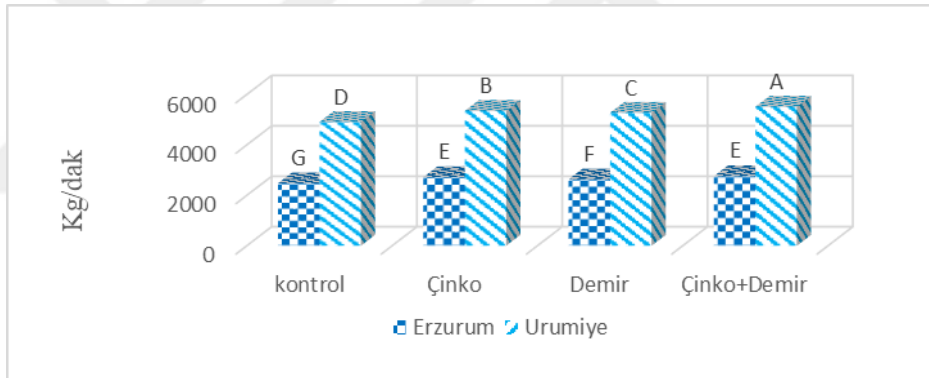 Kg/dak
6000
4000
2000
0
G D E B F C E A
kontrol Çinko Demir Çinko+Demir
Erzurum Urumiye